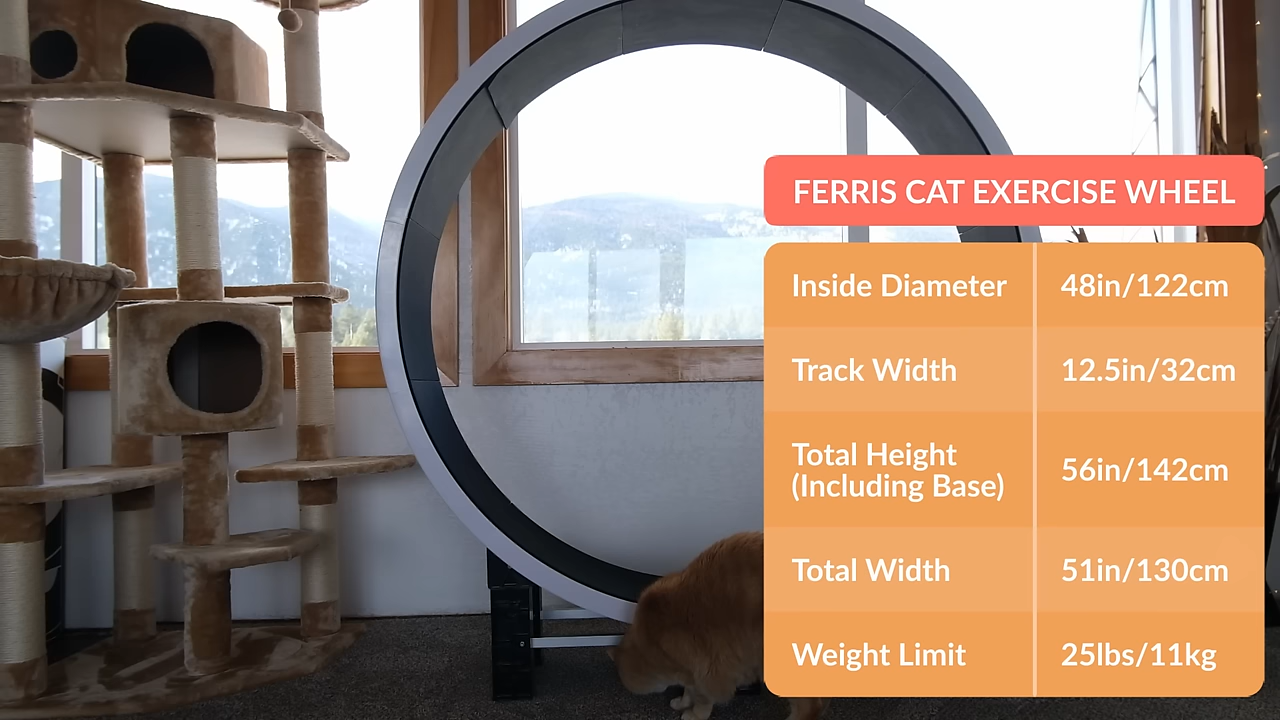 FERRIS CAT EXERCISE WHEEL
Inside Diameter 48in/122cm
Track Width 12.5in/32cm
Total Height
(Including Base) 56in/142cm
Total Width 51in/130cm
Weight Limit 25lbs/11kg